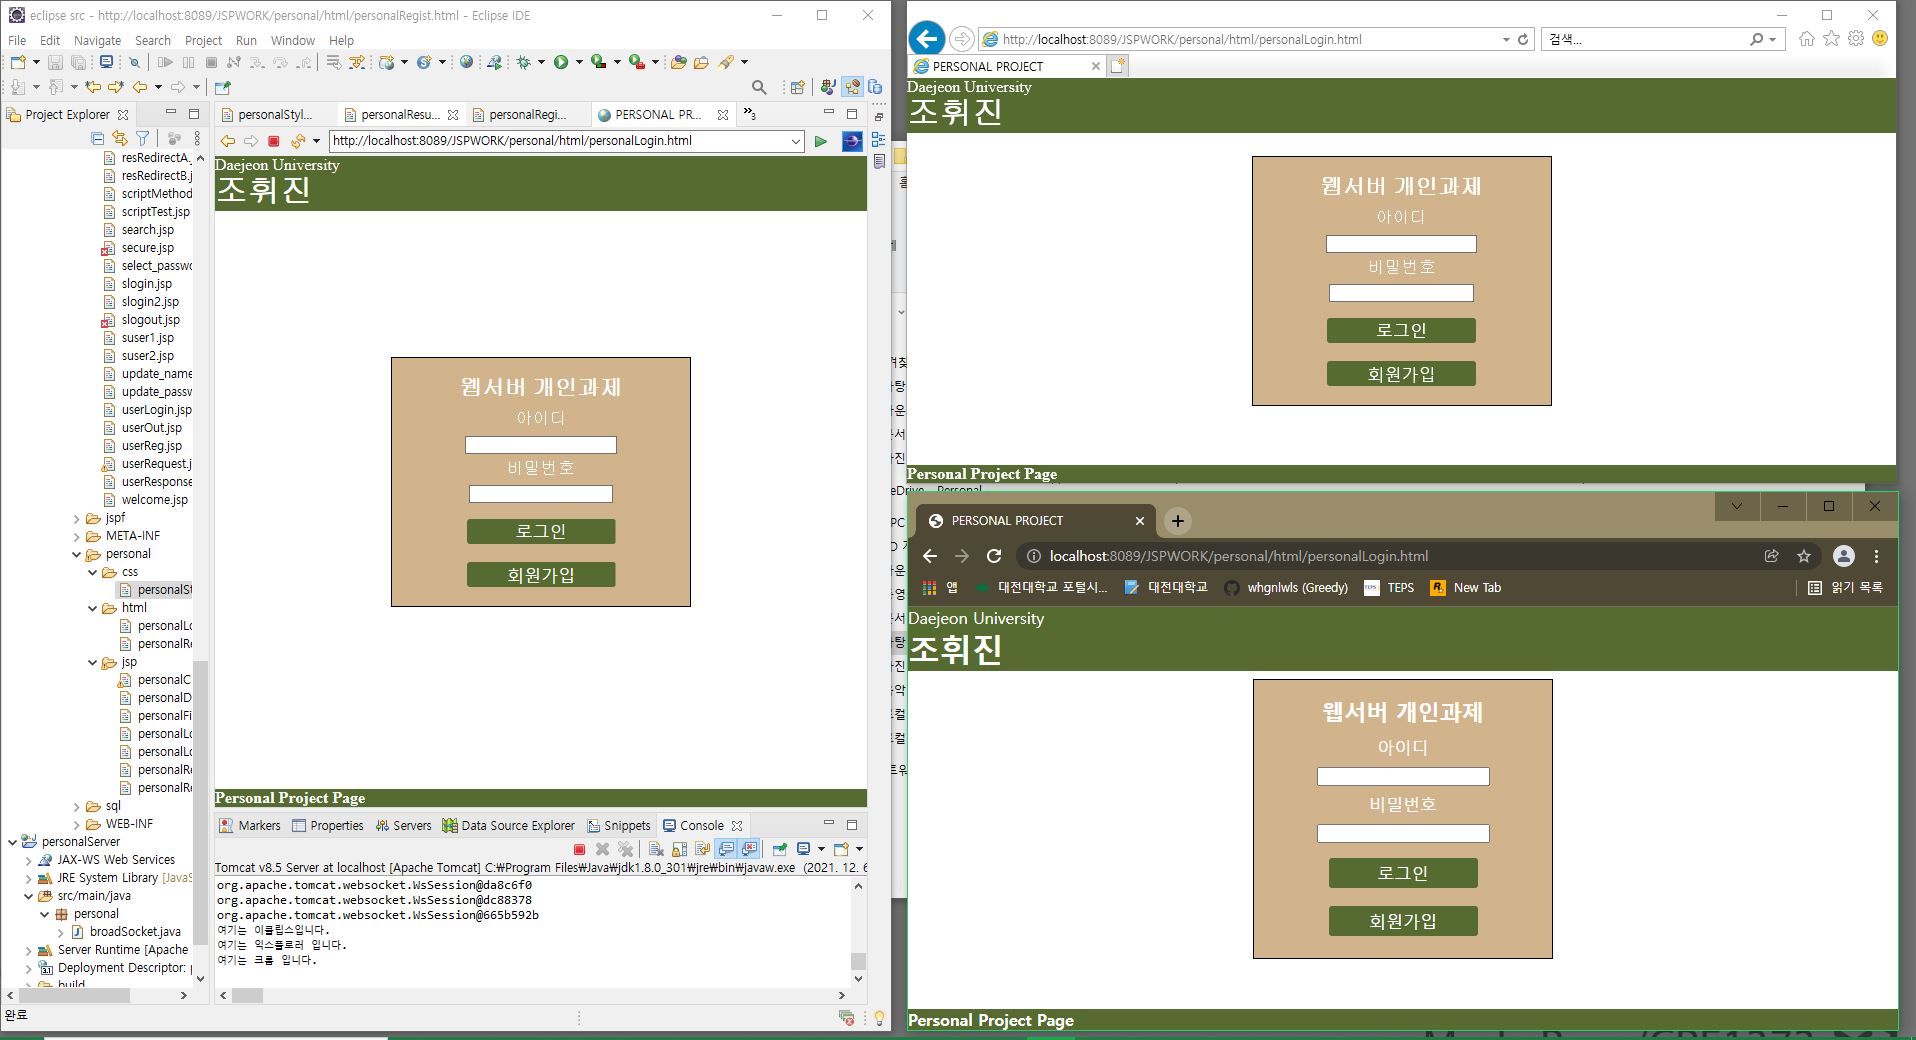 eclipse src - http://localhost:8089/JSPWORK/personal/html/personalRegist.html - Eclipse IDE
File Edit Navigate Search Project Run Window Help
Project Explorer
resRedirectA.
resRedirectB.j
scriptMethod
scriptTest.jsp
search.jsp
secure.jsp
select_passwo
slogin.jsp
slogin2.jsp
slogout.jsp
suser1.jsp
suser2.jsp
update_name
update_passw
userLogin.jsp
userOut.jsp
userReg.jsp
userRequest.j
userResponse
welcome.jsp
jspf
META-INF
personal
css
personalSt
html
personalLo
personalRe
jsp
personalC
personalD
personalFi
personalLo
personalLo
personalRe
personalRe
sql
WEB-INF
personalServer
JAX-WS Web Services
JRE System Library [JavaS
src/main/java
personal
broadSocket.java
Server Runtime [Apache
Deployment Descriptor: p
build
완료
personalStyl... personalResu... personalRegi... PERSONAL PR... 3
http://localhost:8089/JSPWORK/personal/html/personalLogin.html
Daejeon University
조휘진
웹서버 개인과제
아이디
비밀번호
로그인
회원가입
Personal Project Page
Markers Properties Servers Data Source Explorer Snippets Console
Tomcat v8.5 Server at localhost [Apache Tomcat] C:₩Program Files₩Java₩jdk1.8.0_301₩jre₩bin₩javaw.exe (2021. 12. 6
org.apache.tomcat.websocket.WsSession@da8c6f0
org.apache.tomcat.websocket.WsSession@dc88378
org.apache.tomcat.websocket.WsSession@665b592b
여기는 이클립스입니다.
여기는 익스플로러 입니다.
여기는 크롬 입니다.
http://localhost:8089/JSPWORK/personal/html/personalLogin.html
검색...
PERSONAL PROJECT
Daejeon University
조휘진
웹서버 개인과제
아이디
비밀번호
로그인
회원가입
Personal Project Page
PERSONAL PROJECT
localhost:8089/JSPWORK/personal/html/personalLogin.html
앱 대전대학교 포털시... 대전대학교 whgnlwls (Greedy) TEPS New Tab 읽기 목록
Daejeon University
조휘진
웹서버 개인과제
아이디
비밀번호
로그인
회원가입
Personal Project Page